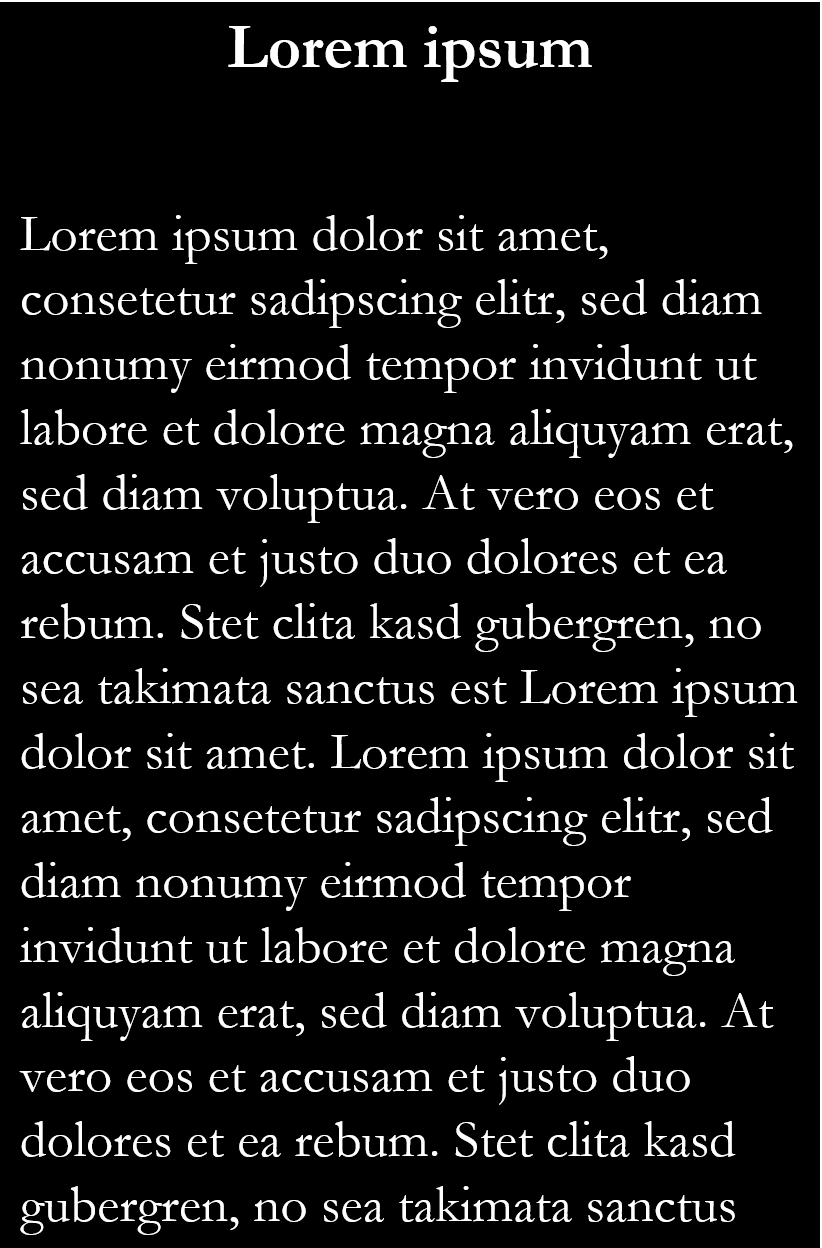 Lorem ipsum
Lorem ipsum dolor sit amet,
consetetur sadipscing elitr, sed diam
nonumy eirmod tempor invidunt ut
labore et dolore magna aliquyam erat,
sed diam voluptua. At vero eos et
accusam et justo duo dolores et ea
rebum. Stet clita kasd gubergren, no
sea takimata sanctus est Lorem ipsum
dolor sit amet. Lorem ipsum dolor sit
amet, consetetur sadipscing elitr, sed
diam nonumy eirmod tempor
invidunt ut labore et dolore magna
aliquyam erat, sed diam voluptua. At
vero eos et accusam et justo duo
dolores et ea rebum. Stet clita kasd
gubergren, no sea takimata sanctus